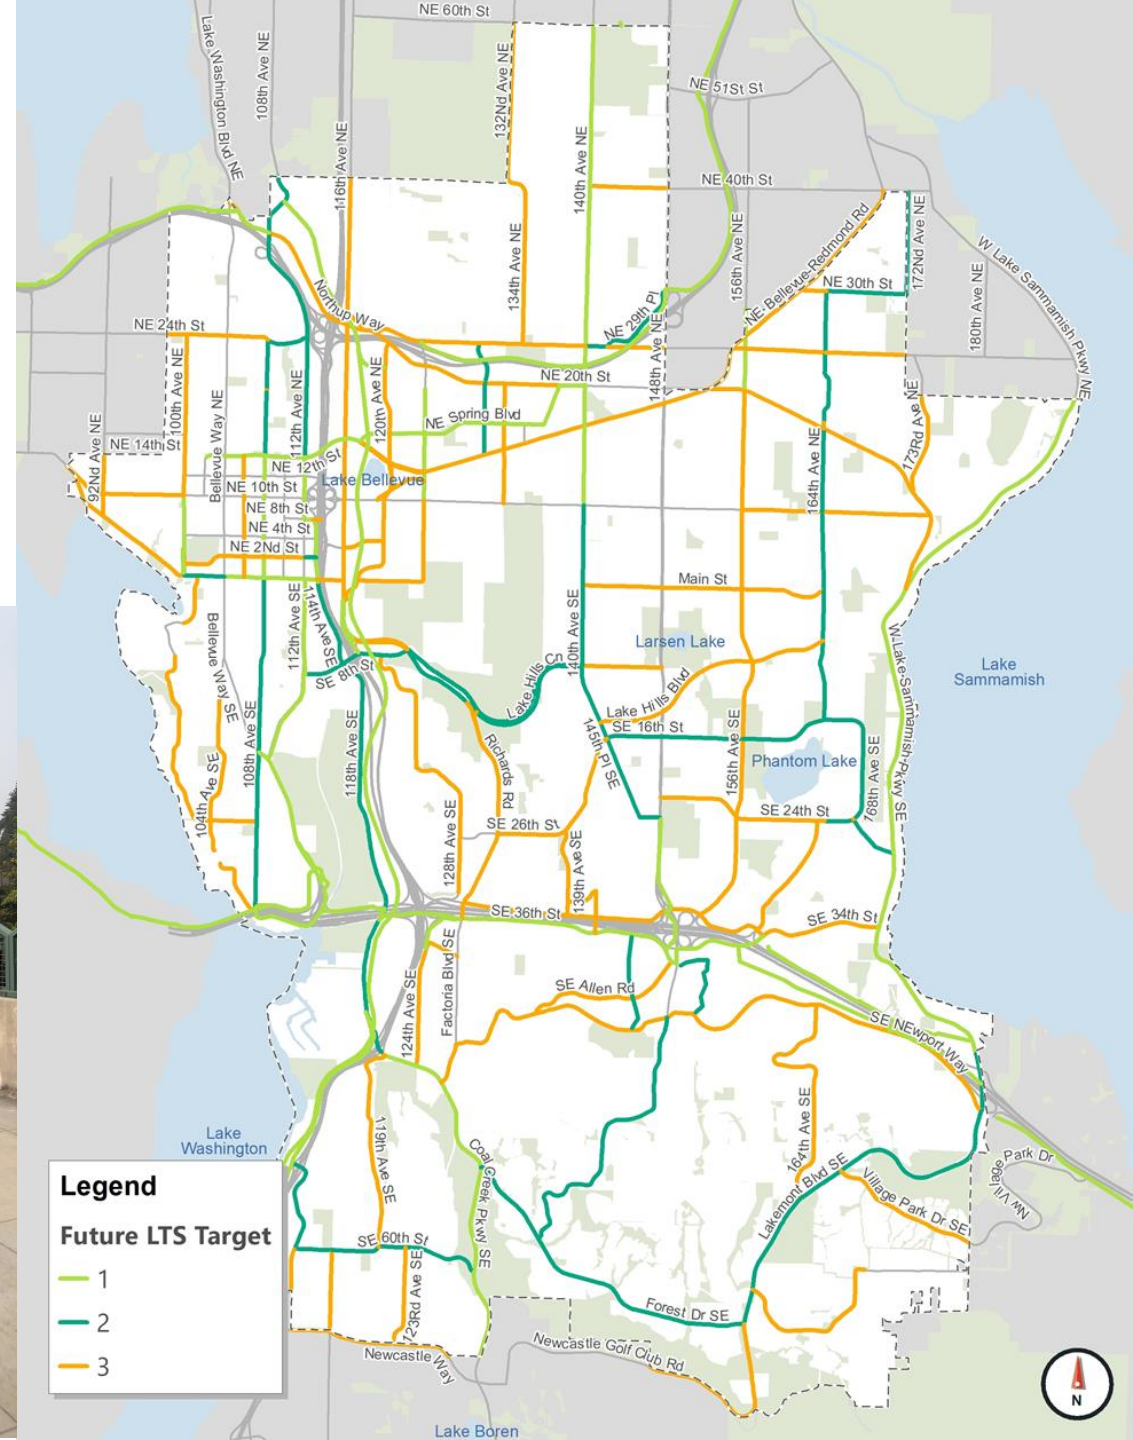 NE 60th St
Lake Washington Blvd NE
108th Ave NE
132Nd Ave NE
NE 51St St
116th Ave NE
140th Ave NE
NE 40th St
156th Ave NE
134th Ave NE
NE-Bellevue-Redmond Rd
172Nd Ave NE
W Lake Sammamish Pkwy NE
180th Ave NE
NE 30th St
Northup Way
NE 29th Pl
NE 24th St
148th Ave NE
100th Ave NE
112th Ave NE
120th Ave NE
NE 20th St
Bellevue Way NE
NE Spring Blvd
173Rd Ave NE
92Nd Ave NE
NE 14th St
NE 12th St
Lake Bellevue
164th Ave NE
NE 10th St
NE 8th St
NE 4th St
NE 2Nd St
Main St
112th Ave SE
114th Ave SE
140th Ave SE
Larsen Lake
Bellevue Way SE
SE 8th St
Lake Hills Cn
Lake Hills Blvd
W-Lake-Sammamish-Pkwy SE
Lake
Sammamish
SE 16th St
108th Ave SE
118th Ave SE
Richards Rd
145th Pl SE
156th Ave SE
Phantom Lake
168th Ave SE
104th Ave SE
SE 24th St
128th Ave SE
SE 26th St
139th Ave SE
SE 36th St
SE 34th St
124th Ave SE
Factoria Blvd SE
SE Allen Rd
SE NEwport Way
119th Ave SE
Lake
Washington
Coal Creek Pkwy SE
164th Ave SE
Lakemont Blvd SE
Village Park Dr SE
NW Village Park Dr
Legend
Future LTS Target
1
2
3
SE 60th St
123Rd Ave SE
Forest Dr SE
Newcastle Way
Newcastle Golf Club Rd
Lake Boren
N